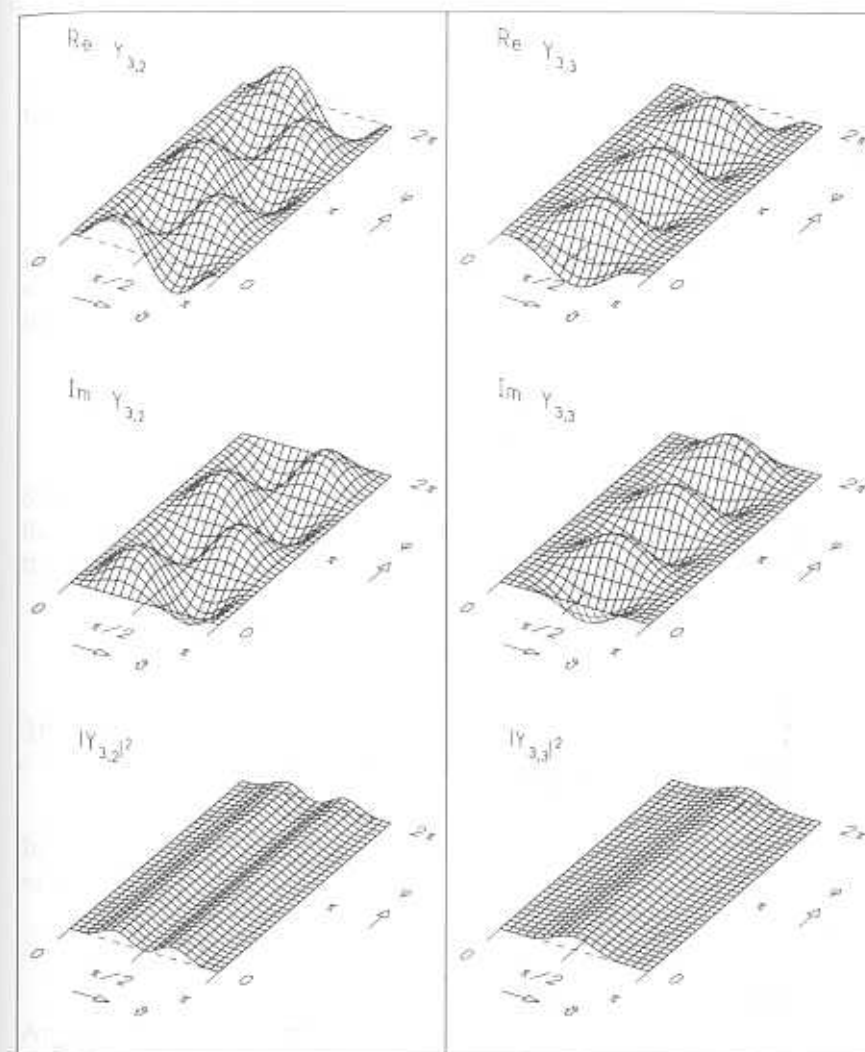 Re Y₃,₂
2π
φ
π
0
π/2
0
ϑ
π
Re Y₃,₃
2π
φ
π
0
π/2
0
ϑ
π
Im Y₃,₂
2π
φ
π
0
π/2
0
ϑ
π
Im Y₃,₃
2π
φ
π
0
π/2
0
ϑ
π
|Y₃,₂|²
2π
φ
π
0
π/2
0
ϑ
π
|Y₃,₃|²
2π
φ
π
0
π/2
0
ϑ
π